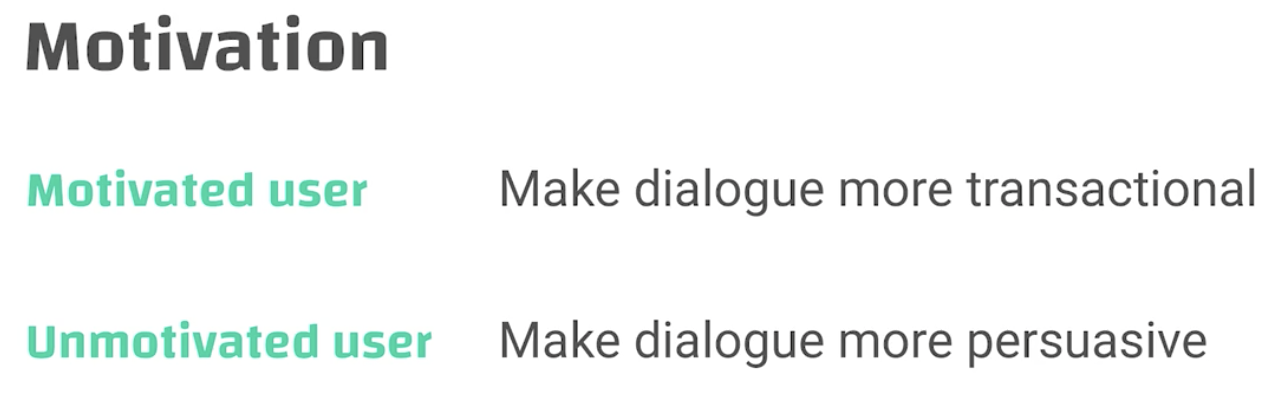 Motivation
Motivated user Make dialogue more transactional
Unmotivated user Make dialogue more persuasive